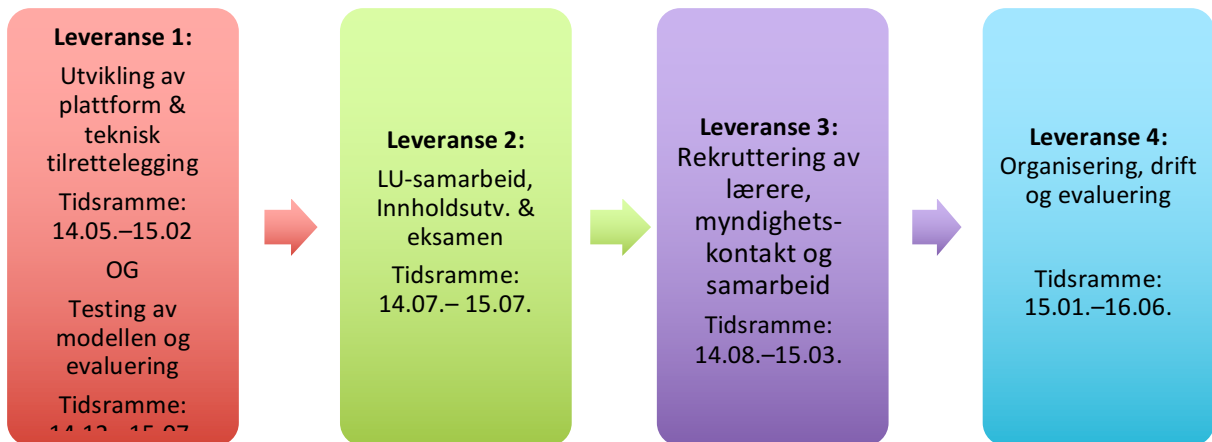 Leveranse 1:
Utvikling av
plattform &
teknisk
tilrettelegging
Tidsramme:
14.05.–15.02
OG
Testing av
modellen og
evaluering
Tidsramme:
Leveranse 2:
LU-samarbeid,
Innholdsutv. &
eksamen
Tidsramme:
14.07.– 15.07.
Leveranse 3:
Rekruttering av
lærere,
myndighets-
kontakt og
samarbeid
Tidsramme:
14.08.–15.03.
Leveranse 4:
Organisering, drift
og evaluering
Tidsramme:
15.01.–16.06.